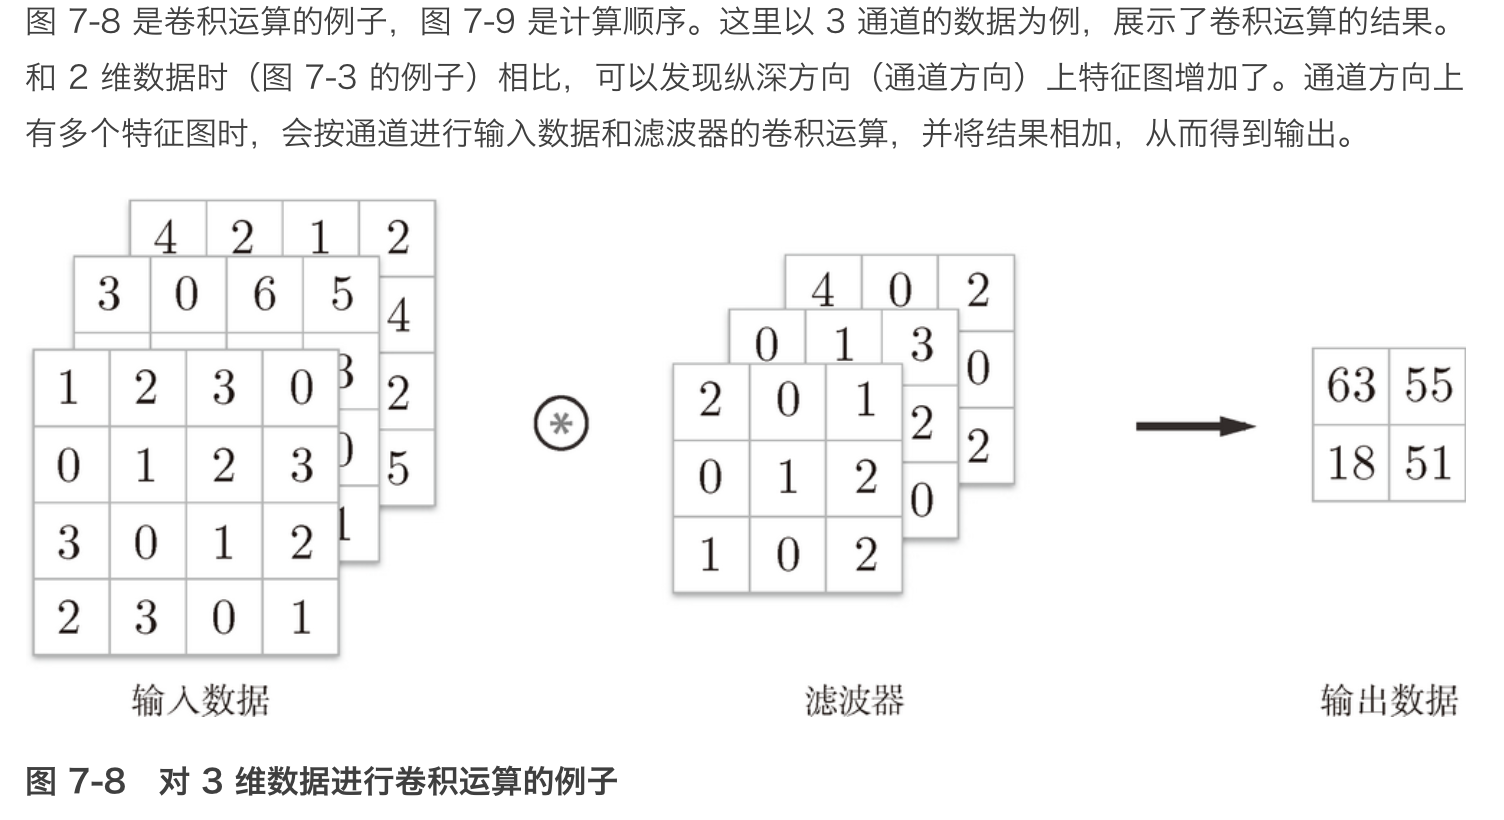 图 7-8 是卷积运算的例子，图 7-9 是计算顺序。这里以 3 通道的数据为例，展示了卷积运算的结果。
和 2 维数据时（图 7-3 的例子）相比，可以发现纵深方向（通道方向）上特征图增加了。通道方向上
有多个特征图时，会按通道进行输入数据和滤波器的卷积运算，并将结果相加，从而得到输出。
4 2 1 2
3 0 6 5
4
1 2 3 0
3
2
0 1 2 3
0
5
3 0 1 2
1
2 3 0 1
*
4 0 2
0 1 3
0
2 0 1
2
2
0 1 2
0
1 0 2
63 55
18 51
输入数据
滤波器
输出数据
图 7-8 对 3 维数据进行卷积运算的例子